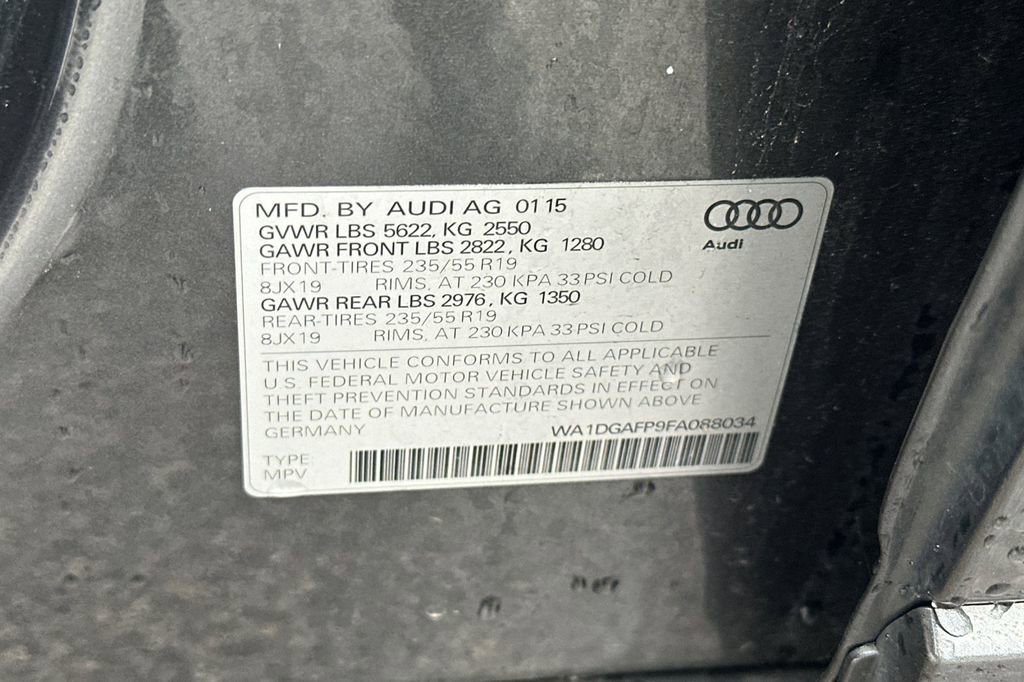 MFD. BY AUDI AG 01 15
GVWR LBS 5622, KG 2550
GAWR FRONT LBS 2822, KG 1280
FRONT-TIRES 235/55 R19
8JX19 RIMS, AT 230 KPA 33 PSI COLD
GAWR REAR LBS 2976, KG 1350
REAR-TIRES 235/55 R19
8JX19 RIMS, AT 230 KPA 33 PSI COLD
Audi
THIS VEHICLE CONFORMS TO ALL APPLICABLE
U.S. FEDERAL MOTOR VEHICLE SAFETY AND
THEFT PREVENTION STANDARDS IN EFFECT ON
THE DATE OF MANUFACTURE SHOWN ABOVE
GERMANY WA1DGAFP9FA088034
TYPE:
MPV